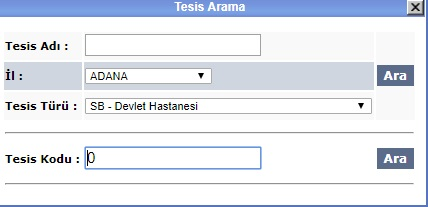 Tesis Arama
Tesis Adı :
İl : ADANA Ara
Tesis Türü : SB - Devlet Hastanesi
Tesis Kodu : 0 Ara